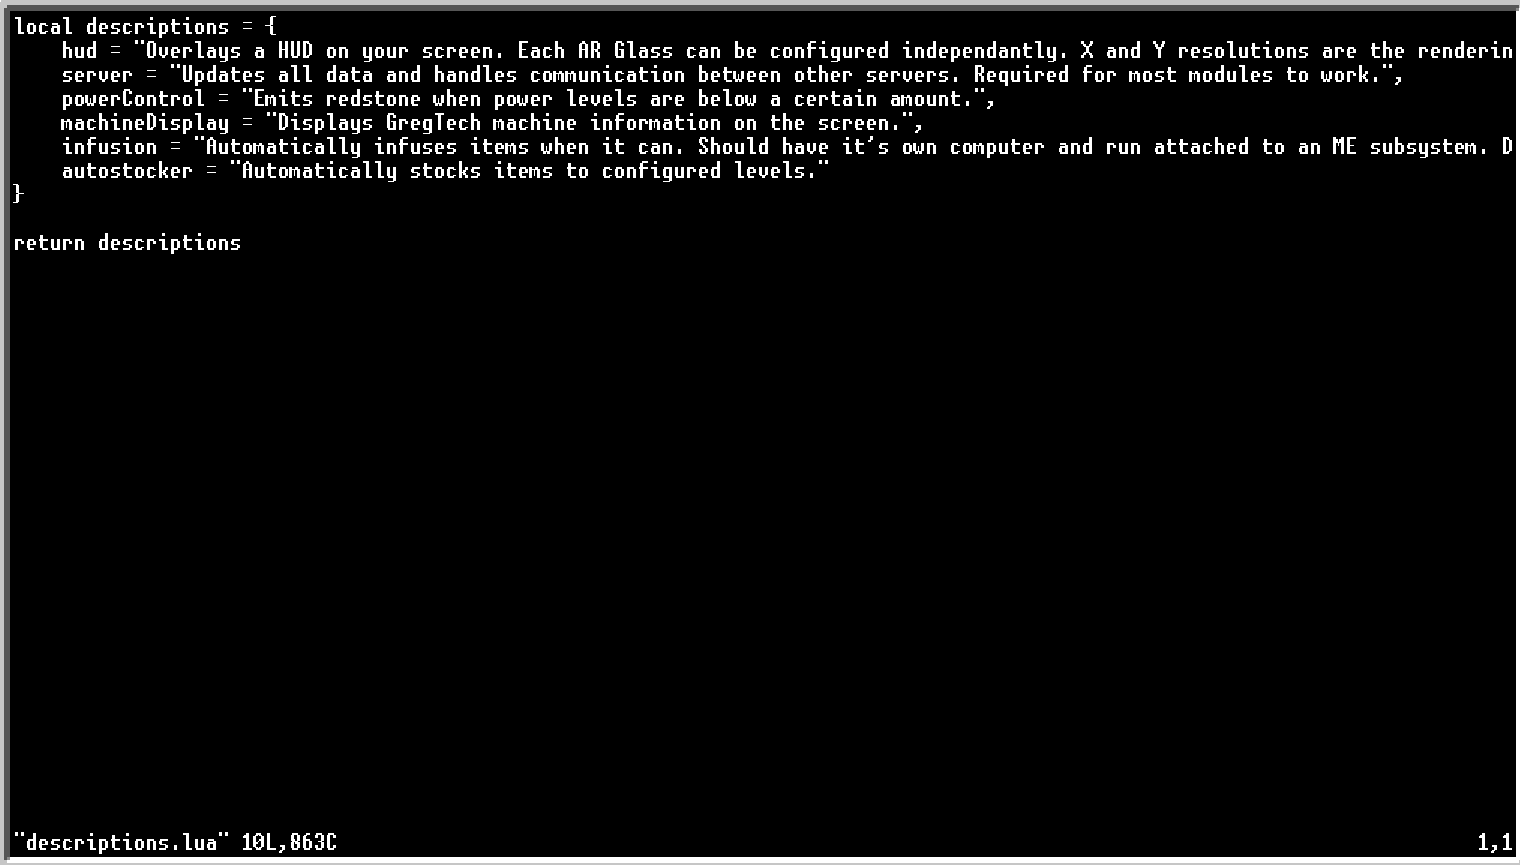 local descriptions = {
    hud = "Overlays a HUD on your screen. Each AR Glass can be configured independantly. X and Y resolutions are the renderin
    server = "Updates all data and handles communication between other servers. Required for most modules to work.",
    powerControl = "Emits redstone when power levels are below a certain amount.",
    machineDisplay = "Displays GregTech machine information on the screen.",
    infusion = "Automatically infuses items when it can. Should have it's own computer and run attached to an ME subsystem. D
    autostocker = "Automatically stocks items to configured levels."
}
return descriptions
"descriptions.lua" 10L,863C 1,1